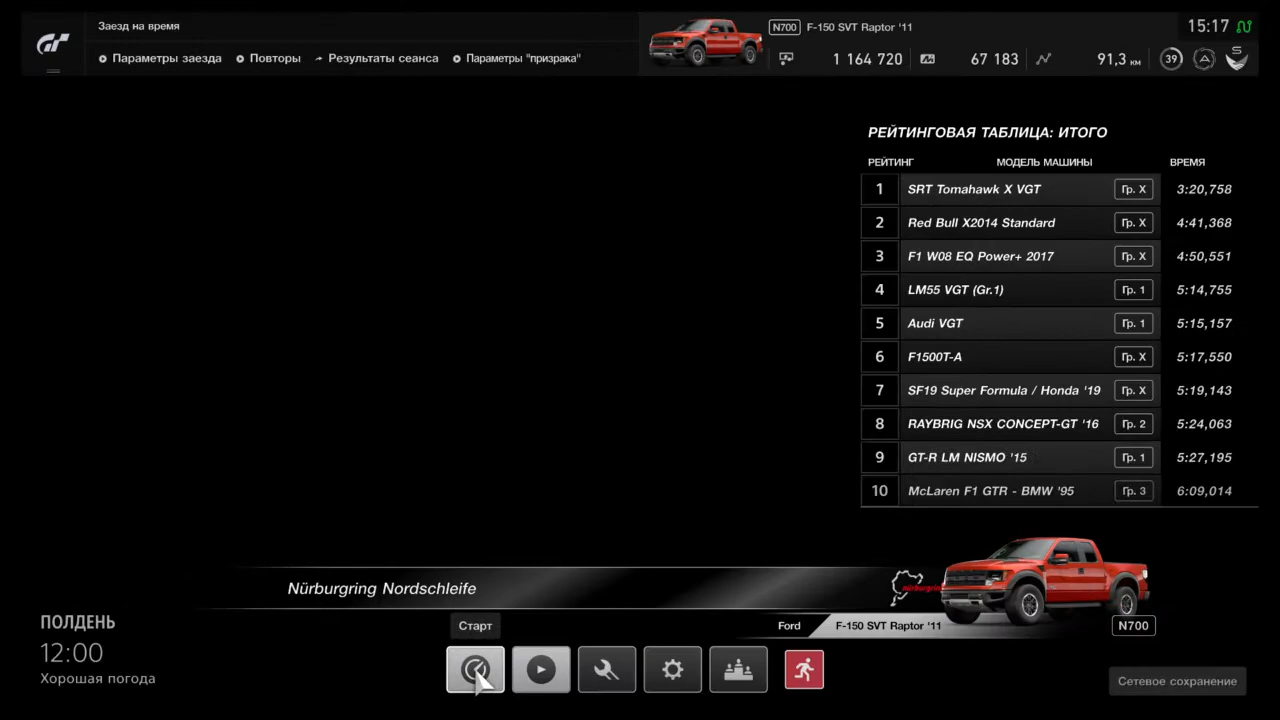 Заезд на время
Параметры заезда Повторы Результаты сеанса Параметры "призрака"
N700 F-150 SVT Raptor '11
1 164 720 67 183 91,3 км 39 A S
15:17
РЕЙТИНГОВАЯ ТАБЛИЦА: ИТОГО
РЕЙТИНГ МОДЕЛЬ МАШИНЫ ВРЕМЯ
1 SRT Tomahawk X VGT Гр. X 3:20,758
2 Red Bull X2014 Standard Гр. X 4:41,368
3 F1 W08 EQ Power+ 2017 Гр. X 4:50,551
4 LM55 VGT (Gr.1) Гр. 1 5:14,755
5 Audi VGT Гр. 1 5:15,157
6 F1500T-A Гр. X 5:17,550
7 SF19 Super Formula / Honda '19 Гр. X 5:19,143
8 RAYBRIG NSX CONCEPT-GT '16 Гр. 2 5:24,063
9 GT-R LM NISMO '15 Гр. 1 5:27,195
10 McLaren F1 GTR - BMW '95 Гр. 3 6:09,014
Nürburgring Nordschleife
nürburgring
ПОЛДЕНЬ
12:00
Хорошая погода
Старт
Ford F-150 SVT Raptor '11 N700
Сетевое сохранение